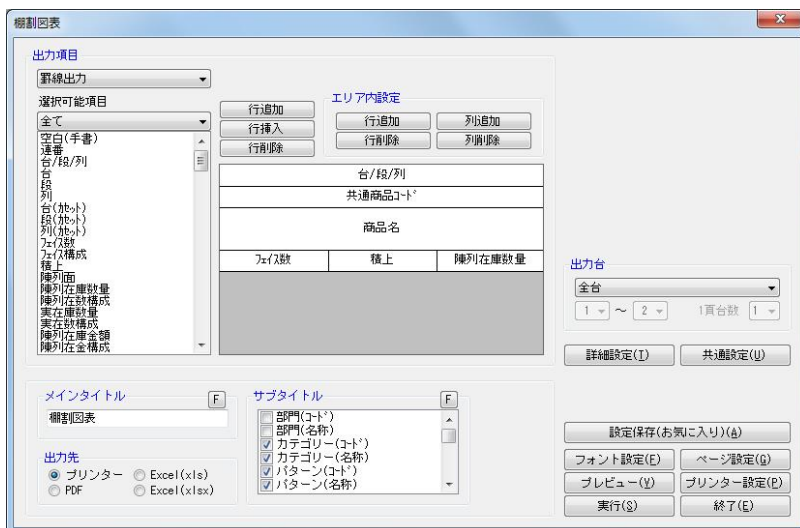 棚割図表
出力項目
罫線出力
選択可能項目
全て
空白(手書)
連番
台/段/列
台
段
列
台(ｶｾｯﾄ)
段(ｶｾｯﾄ)
列(ｶｾｯﾄ)
ﾌｪｲｽ数
ﾌｪｲｽ構成
積上
陳列面
陳列在庫数量
陳列在数構成
実在庫数量
実在数構成
陳列在庫金額
陳列在金構成
行追加
行挿入
行削除
エリア内設定
行追加 列追加
行削除 列削除
台/段/列
共通商品ｺｰﾄﾞ
商品名
ﾌｪｲｽ数 積上 陳列在庫数量
出力台
全台
1 ～ 2 1頁台数 1
詳細設定(T) 共通設定(U)
メインタイトル F
棚割図表
出力先
プリンター Excel(xls)
PDF Excel(xlsx)
サブタイトル F
部門(ｺｰﾄﾞ)
部門(名称)
カテゴリー(ｺｰﾄﾞ)
カテゴリー(名称)
パターン(ｺｰﾄﾞ)
パターン(名称)
設定保存(お気に入り)(A)
フォント設定(F) ページ設定(G)
プレビュー(V) プリンター設定(P)
実行(S) 終了(E)